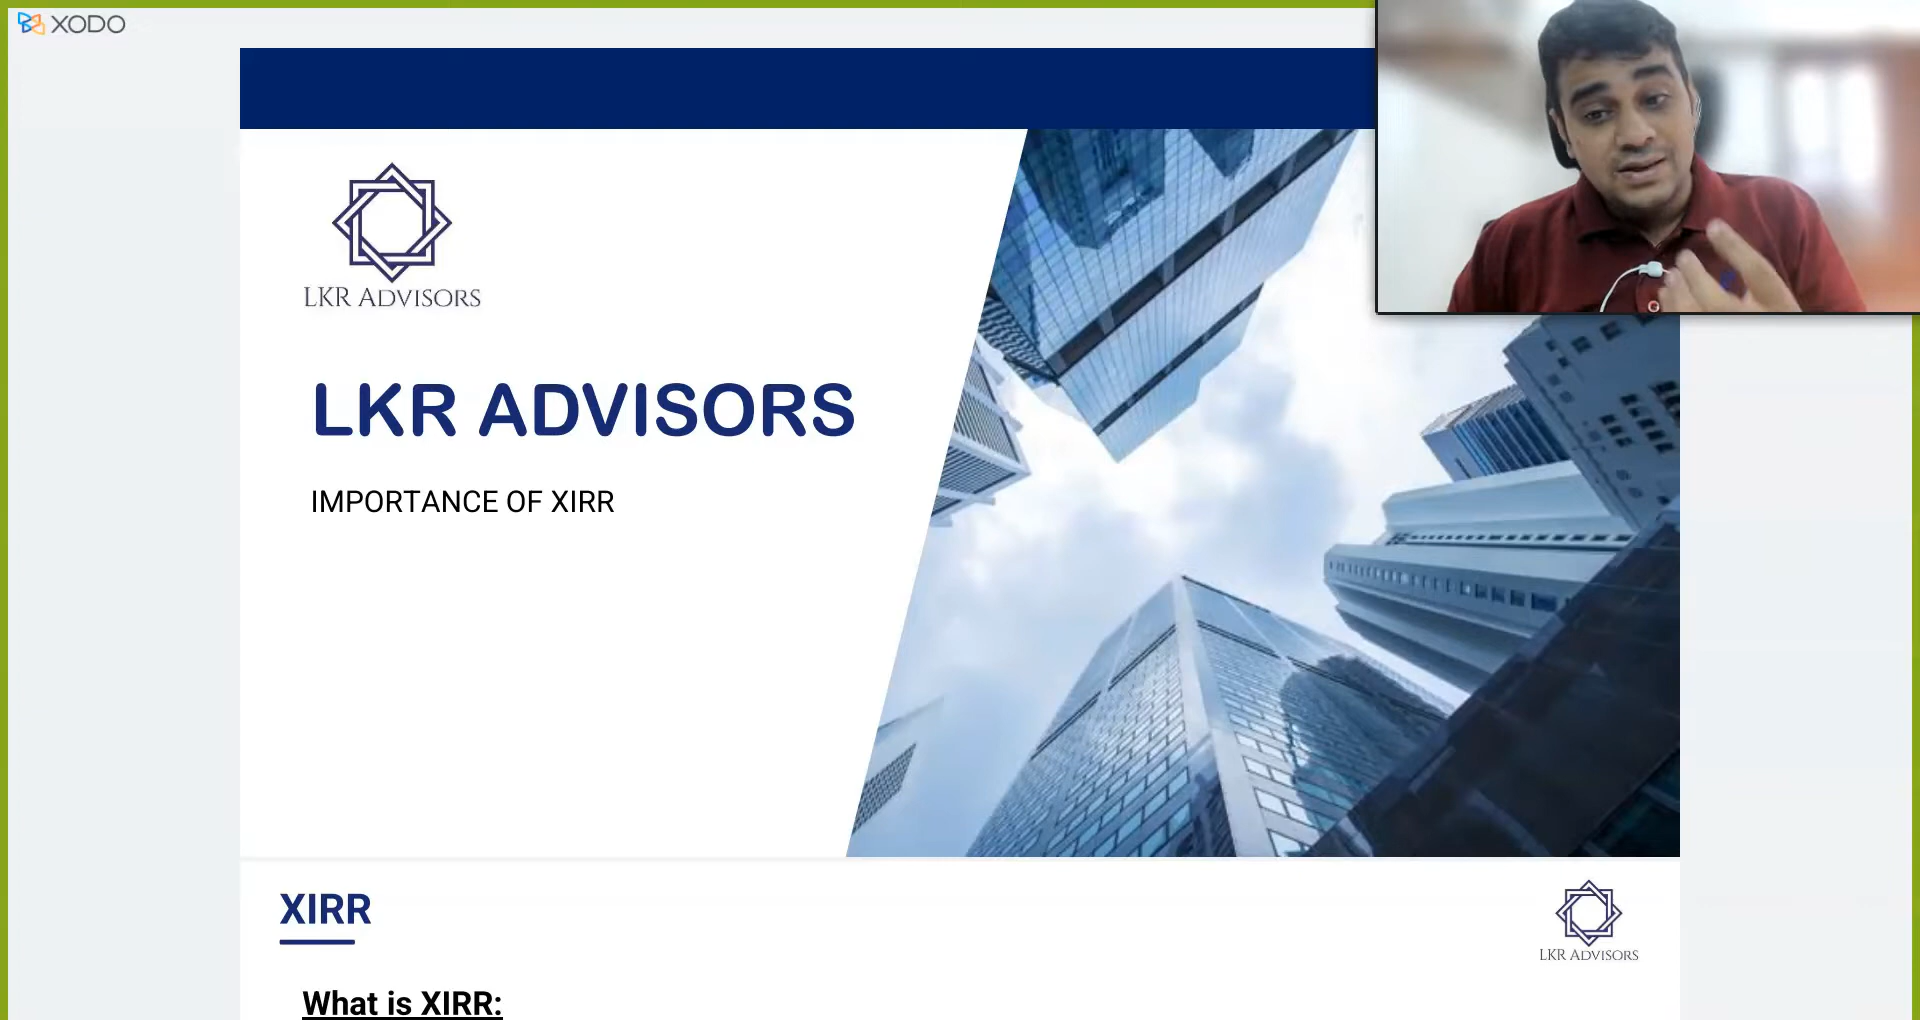 XODO
LKR ADVISORS
LKR ADVISORS
IMPORTANCE OF XIRR
G
XIRR
LKR ADVISORS
What is XIRR: